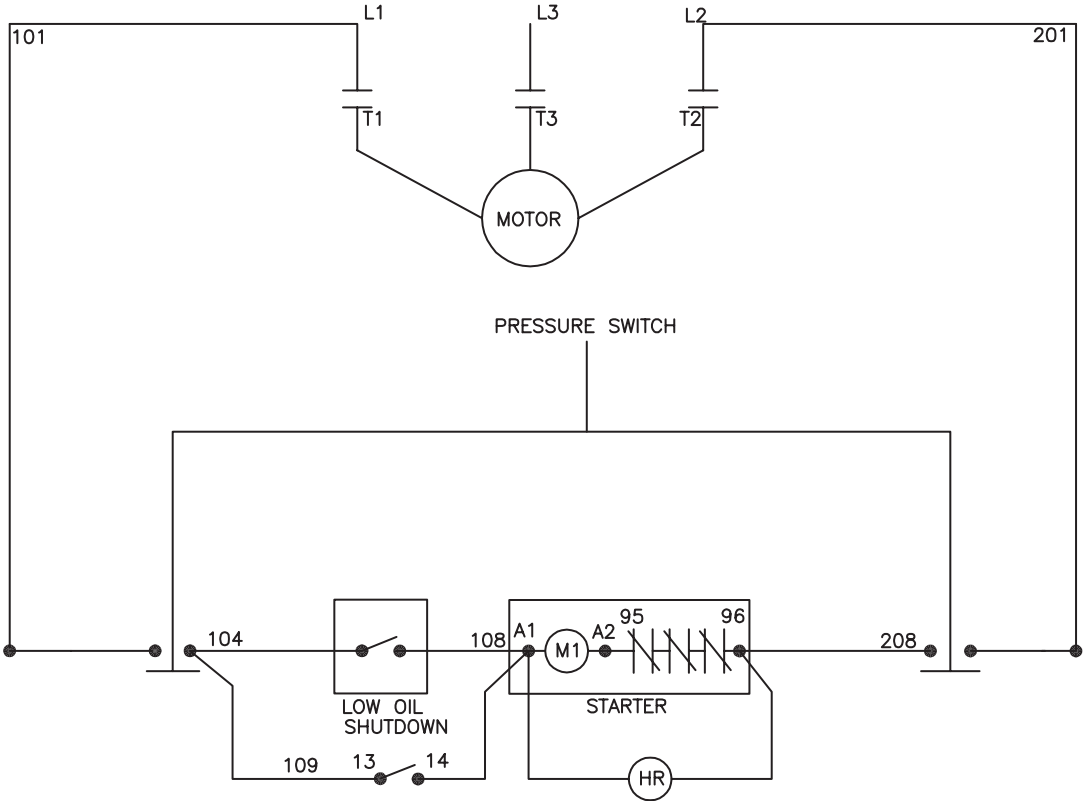 L1
L3
L2
101
201
T1
T3
T2
MOTOR
PRESSURE SWITCH
104
108
A1
M1
A2
95
96
208
LOW OIL
SHUTDOWN
STARTER
109
13
14
HR